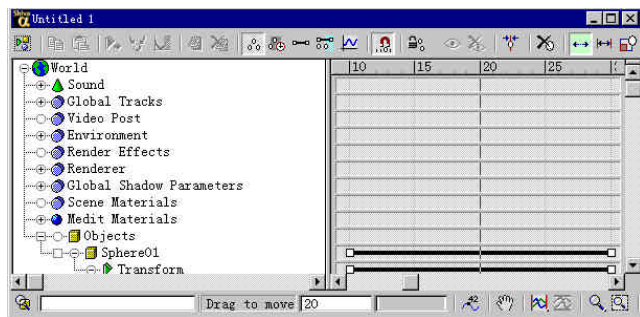 Untitled 1
10 15 20 25
World
Sound
Global Tracks
Video Post
Environment
Render Effects
Renderer
Global Shadow Parameters
Scene Materials
Medit Materials
Objects
Sphere01
Transform
Drag to move 20